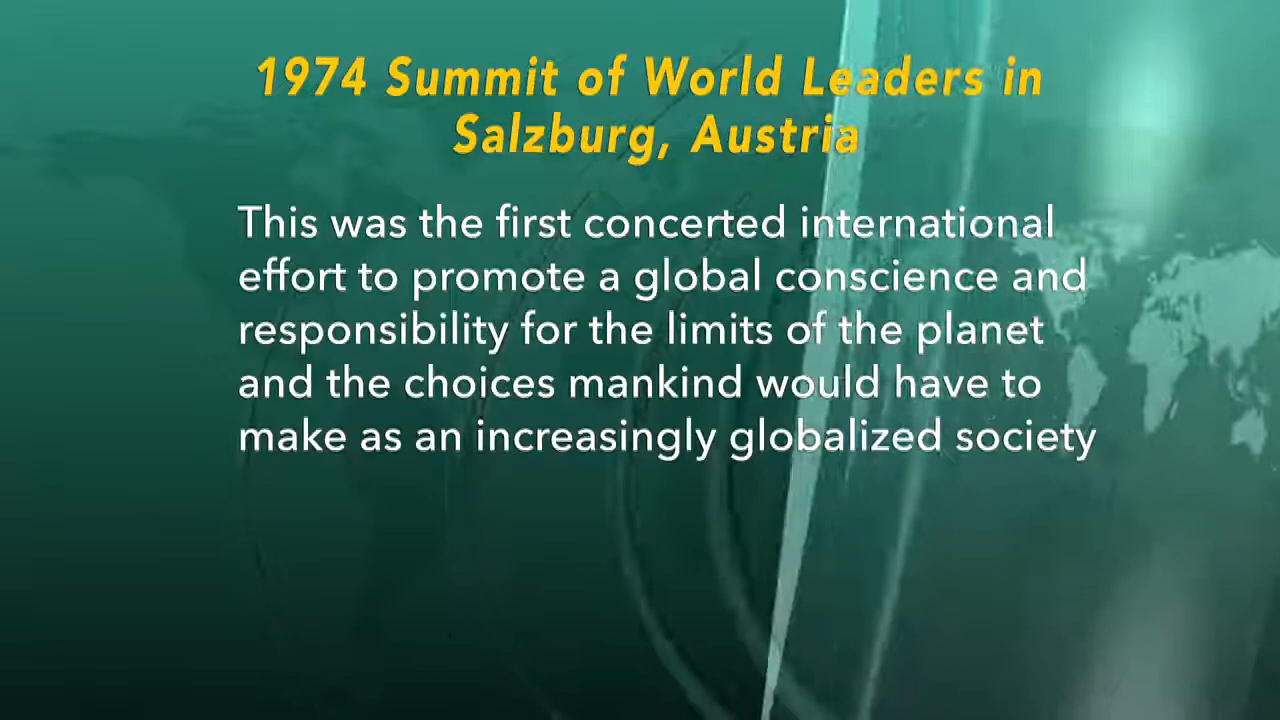 1974 Summit of World Leaders in
Salzburg, Austria
This was the first concerted international
effort to promote a global conscience and
responsibility for the limits of the planet
and the choices mankind would have to
make as an increasingly globalized society